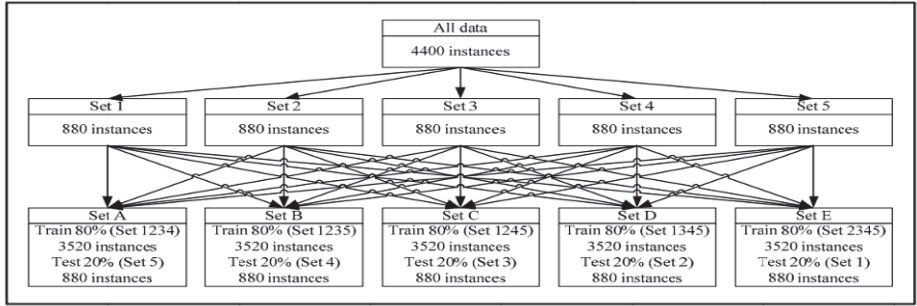 All data
4400 instances
Set 1
880 instances
Set 2
880 instances
Set 3
880 instances
Set 4
880 instances
Set 5
880 instances
Set A
Train 80% (Set 1234)
3520 instances
Test 20% (Set 5)
880 instances
Set B
Train 80% (Set 1235)
3520 instances
Test 20% (Set 4)
880 instances
Set C
Train 80% (Set 1245)
3520 instances
Test 20% (Set 3)
880 instances
Set D
Train 80% (Set 1345)
3520 instances
Test 20% (Set 2)
880 instances
Set E
Train 80% (Set 2345)
3520 instances
Test 20% (Set 1)
880 instances